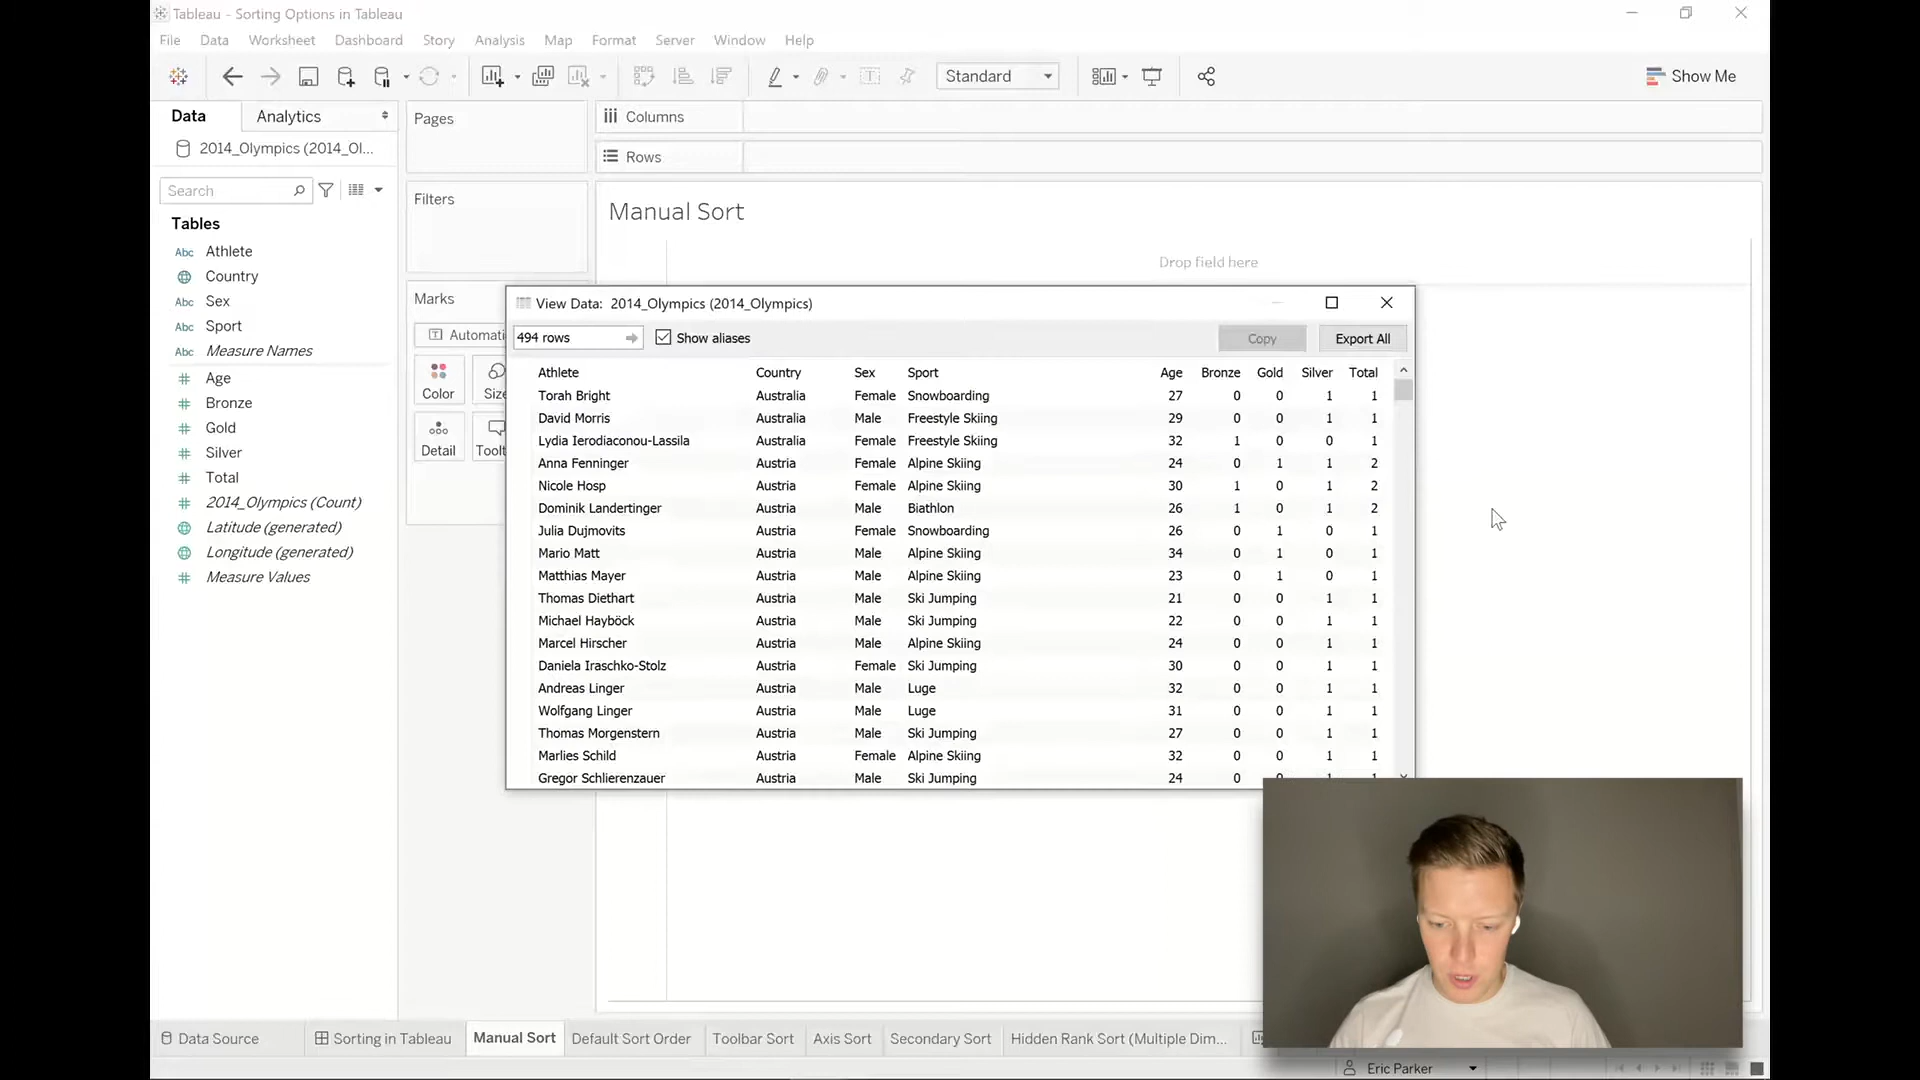 Tableau - Sorting Options in Tableau
File Data Worksheet Dashboard Story Analysis Map Format Server Window Help
Standard
Show Me
Data Analytics
2014_Olympics (2014_Ol...
Search
Tables
Abc Athlete
Country
Abc Sex
Abc Sport
Abc Measure Names
# Age
# Bronze
# Gold
# Silver
# Total
# 2014_Olympics (Count)
Latitude (generated)
Longitude (generated)
# Measure Values
Pages
Filters
Marks
Automati
Color Size
Detail Toolt
Columns
Rows
Manual Sort
Drop field here
View Data: 2014_Olympics (2014_Olympics)
494 rows Show aliases Copy Export All
Athlete Country Sex Sport Age Bronze Gold Silver Total
Torah Bright Australia Female Snowboarding 27 0 0 1 1
David Morris Australia Male Freestyle Skiing 29 0 0 1 1
Lydia Ierodiaconou-Lassila Australia Female Freestyle Skiing 32 1 0 0 1
Anna Fenninger Austria Female Alpine Skiing 24 0 1 1 2
Nicole Hosp Austria Female Alpine Skiing 30 1 0 1 2
Dominik Landertinger Austria Male Biathlon 26 1 0 1 2
Julia Dujmovits Austria Female Snowboarding 26 0 1 0 1
Mario Matt Austria Male Alpine Skiing 34 0 1 0 1
Matthias Mayer Austria Male Alpine Skiing 23 0 1 0 1
Thomas Diethart Austria Male Ski Jumping 21 0 0 1 1
Michael Hayböck Austria Male Ski Jumping 22 0 0 1 1
Marcel Hirscher Austria Male Alpine Skiing 24 0 0 1 1
Daniela Iraschko-Stolz Austria Female Ski Jumping 30 0 0 1 1
Andreas Linger Austria Male Luge 32 0 0 1 1
Wolfgang Linger Austria Male Luge 31 0 0 1 1
Thomas Morgenstern Austria Male Ski Jumping 27 0 0 1 1
Marlies Schild Austria Female Alpine Skiing 32 0 0 1 1
Gregor Schlierenzauer Austria Male Ski Jumping 24 0 0 1 1
Data Source Sorting in Tableau Manual Sort Default Sort Order Toolbar Sort Axis Sort Secondary Sort Hidden Rank Sort (Multiple Dim...
Eric Parker